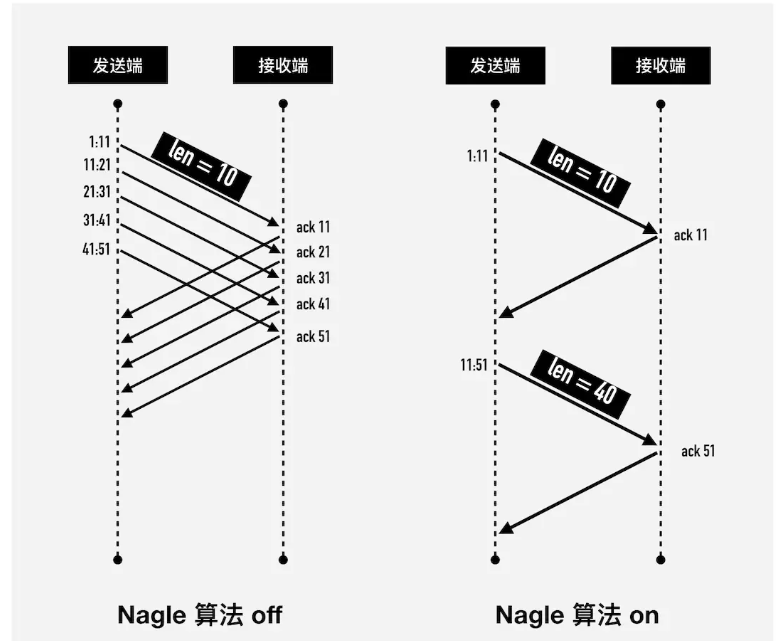 发送端
接收端
1:11
11:21
21:31
31:41
41:51
len = 10
ack 11
ack 21
ack 31
ack 41
ack 51
Nagle 算法 off
发送端
接收端
1:11
len = 10
ack 11
11:51
len = 40
ack 51
Nagle 算法 on